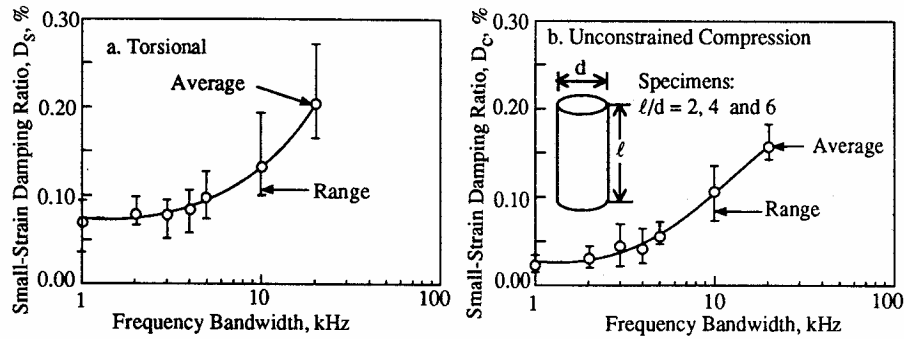 Small-Strain Damping Ratio, D_S, %
0.30
0.20
0.10
0.00
a. Torsional
Average
Range
1
10
100
Frequency Bandwidth, kHz
Small-Strain Damping Ratio, D_C, %
0.30
0.20
0.10
0.00
b. Unconstrained Compression
d
Specimens:
ℓ/d = 2, 4 and 6
ℓ
Average
Range
1
10
100
Frequency Bandwidth, kHz